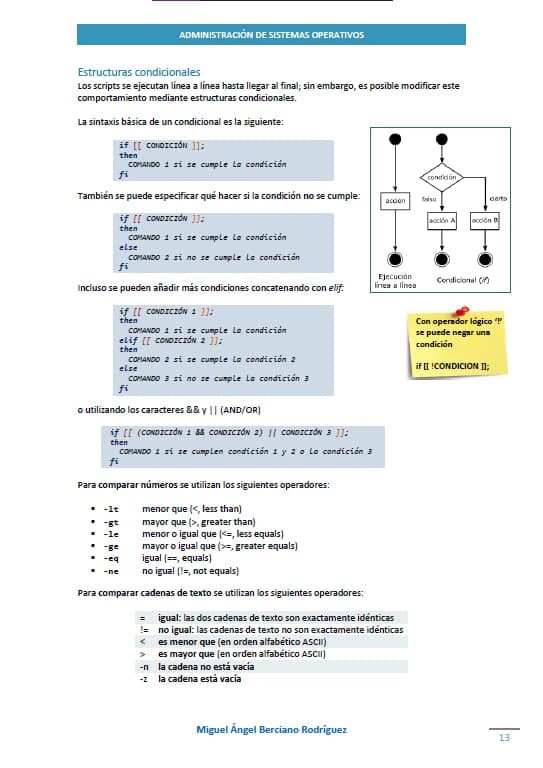 ADMINISTRACIÓN DE SISTEMAS OPERATIVOS
Estructuras condicionales
Los scripts se ejecutan línea a línea hasta llegar al final; sin embargo, es posible modificar este
comportamiento mediante estructuras condicionales.
La sintaxis básica de un condicional es la siguiente:
if [[ CONDICIÓN ]];
then
COMANDO 1 si se cumple la condición
fi
También se puede especificar qué hacer si la condición no se cumple:
if [[ CONDICIÓN ]];
then
COMANDO 1 si se cumple la condición
else
COMANDO 2 si no se cumple la condición
fi
Incluso se pueden añadir más condiciones concatenando con elif:
if [[ CONDICIÓN 1 ]];
then
COMANDO 1 si se cumple la condición
elif [[ CONDICIÓN 2 ]];
then
COMANDO 2 si se cumple la condición 2
else
COMANDO 3 si no se cumple la condición 3
fi
condición
acción
falso
cierto
acción A
acción B
Ejecución
línea a línea
Condicional (if)
Con operador lógico '!'
se puede negar una
condición
if [[ !CONDICION ]];
o utilizando los caracteres && y || (AND/OR)
if [[ (CONDICIÓN 1 && CONDICIÓN 2) || CONDICIÓN 3 ]];
then
COMANDO 1 si se cumplen condición 1 y 2 o la condición 3
fi
Para comparar números se utilizan los siguientes operadores:
▪ -lt menor que (<, less than)
▪ -gt mayor que (>, greater than)
▪ -le menor o igual que (<=, less equals)
▪ -ge mayor o igual que (>=, greater equals)
▪ -eq igual (==, equals)
▪ -ne no igual (!=, not equals)
Para comparar cadenas de texto se utilizan los siguientes operadores:
= igual: las dos cadenas de texto son exactamente idénticas
!= no igual: las cadenas de texto no son exactamente idénticas
< es menor que (en orden alfabético ASCII)
> es mayor que (en orden alfabético ASCII)
-n la cadena no está vacía
-z la cadena está vacía
Miguel Ángel Berciano Rodríguez
13